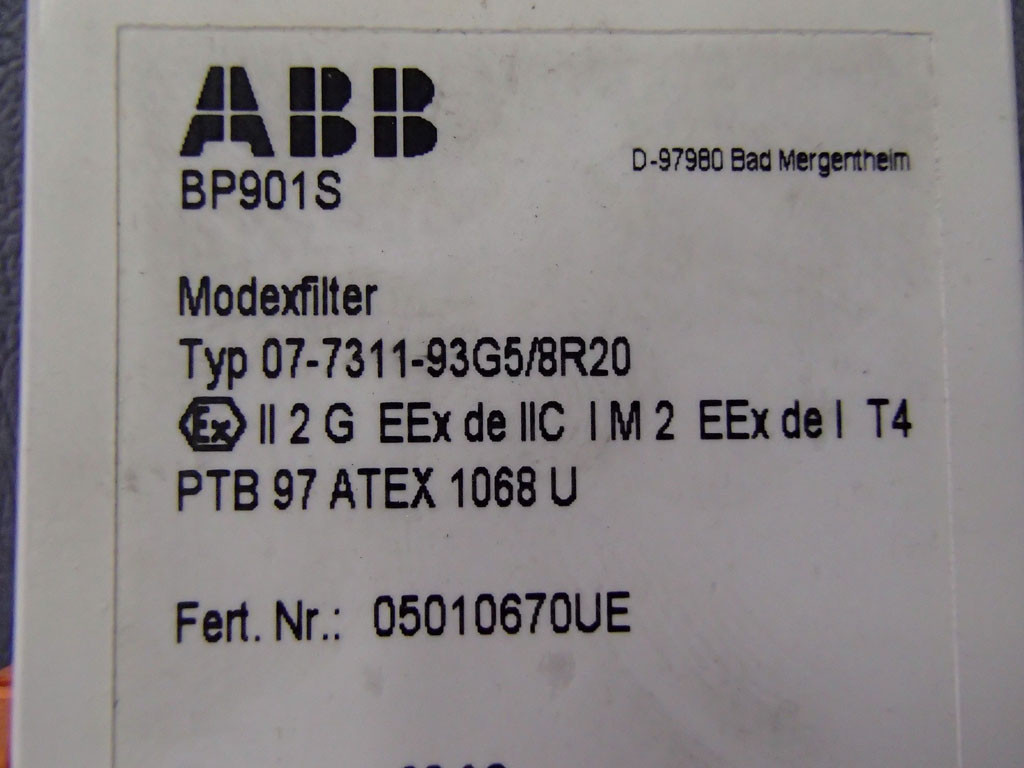 ABB
D-97980 Bad Mergentheim
BP901S
Modexfilter
Typ 07-7311-93G5/8R20
Ex II 2 G EEx de IIC I M 2 EEx de I T4
PTB 97 ATEX 1068 U
Fert. Nr.: 05010670UE